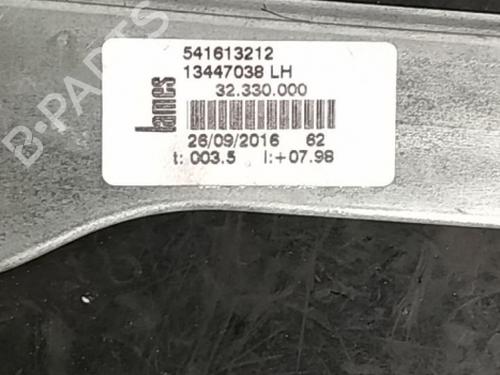 541613212
13447038 LH
32.330.000
lames
26/09/2016 62
t: 003.5 l:+07.98
B-PARTS